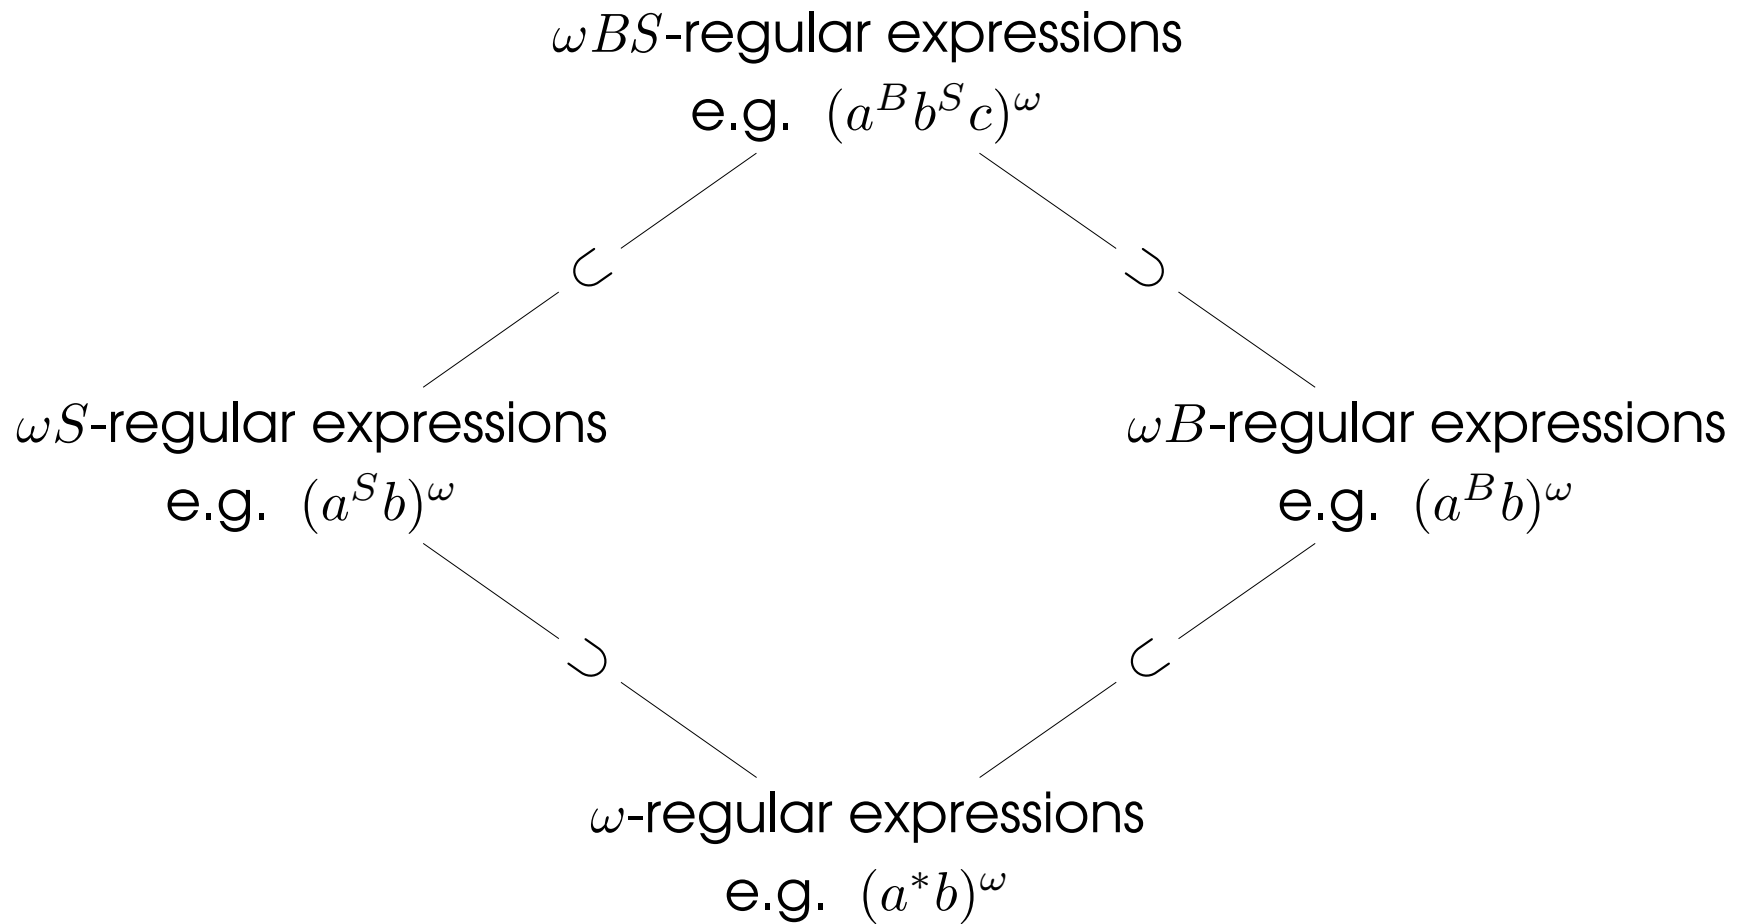 ωBS-regular expressions
e.g. (a^B b^S c)^ω
⊂ ⊃
ωS-regular expressions ωB-regular expressions
e.g. (a^S b)^ω e.g. (a^B b)^ω
⊃ ⊂
ω-regular expressions
e.g. (a^* b)^ω